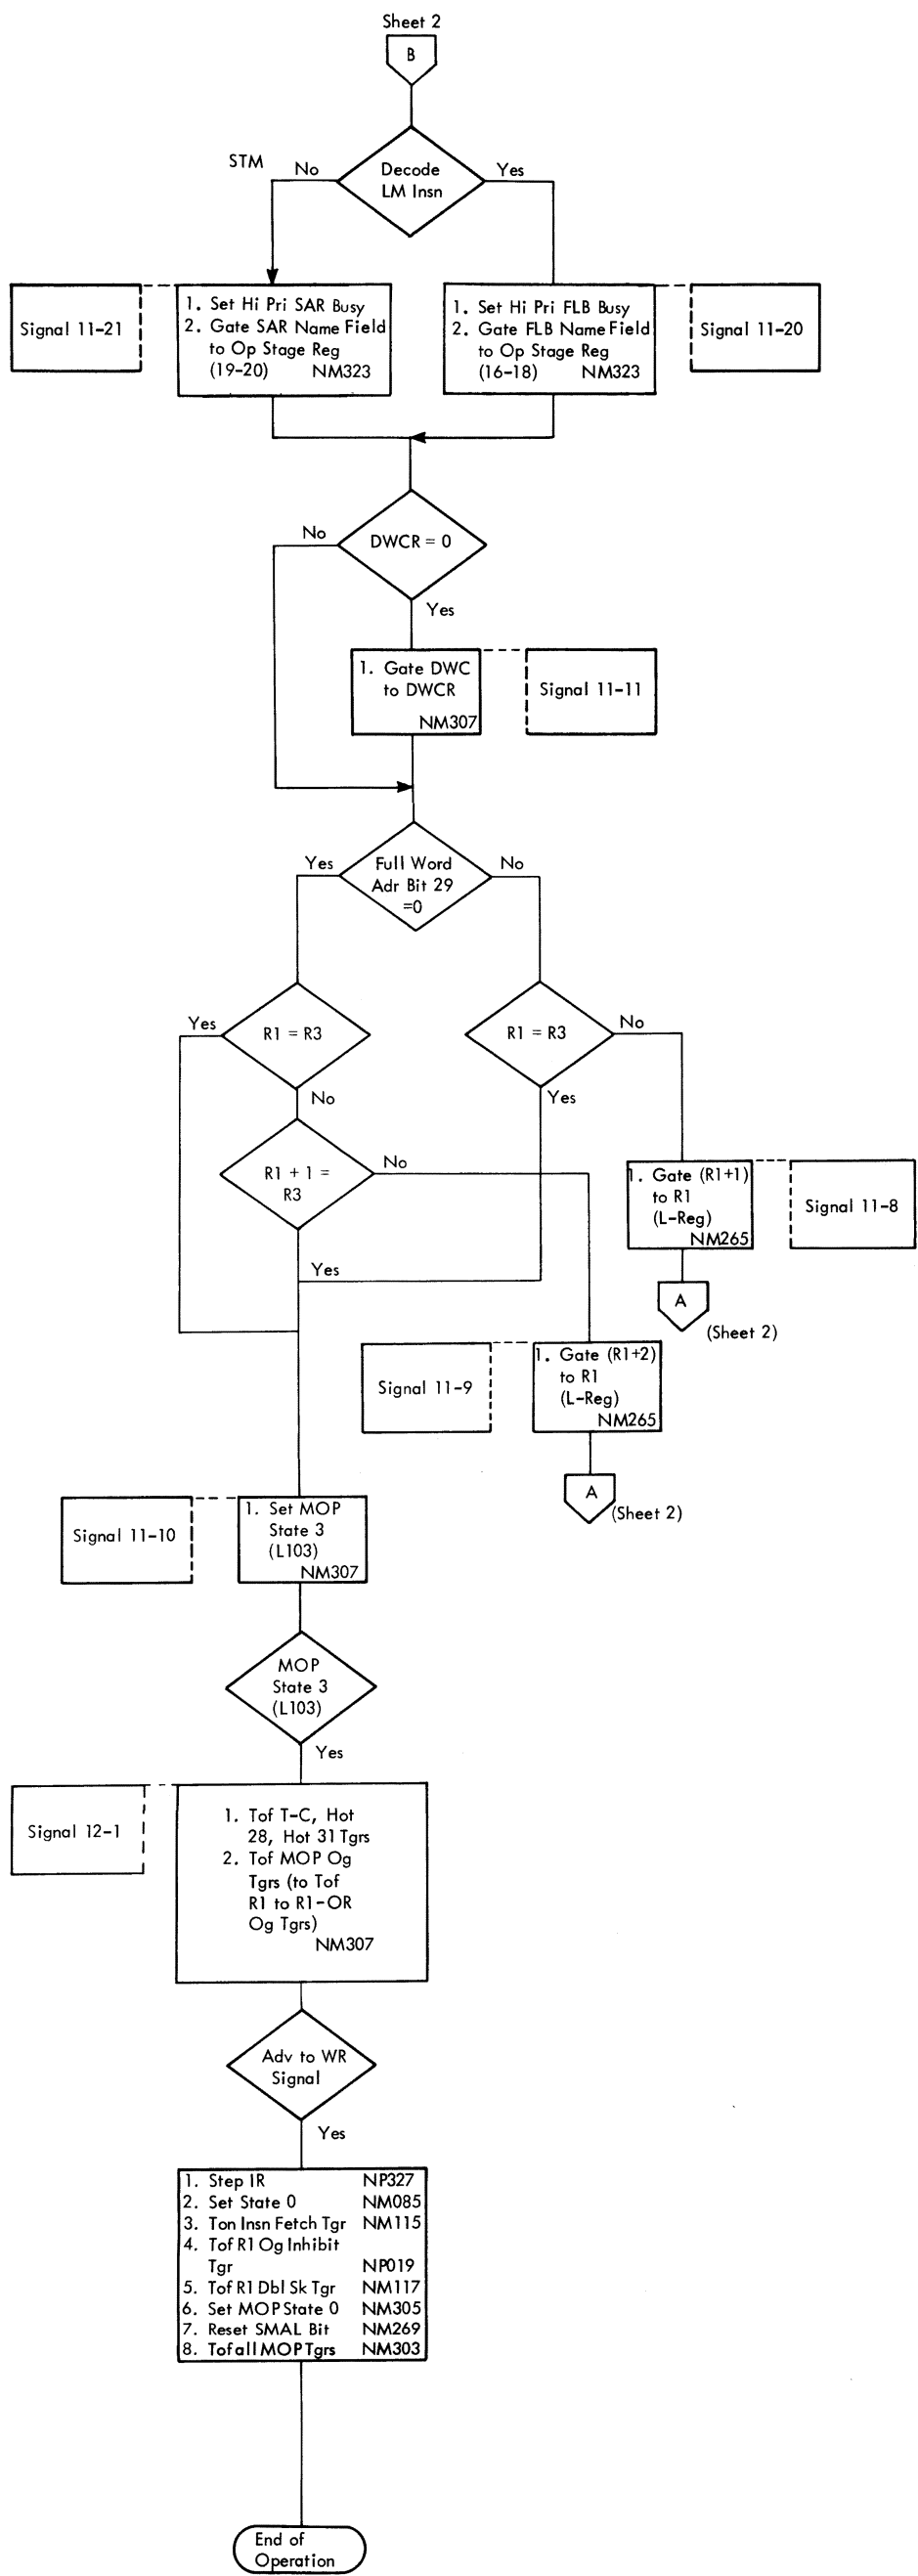 Sheet 2
B
Decode
LM Insn
STM
No
Yes
Signal 11-21
1. Set Hi Pri SAR Busy
2. Gate SAR Name Field
to Op Stage Reg
(19-20) NM323
1. Set Hi Pri FLB Busy
2. Gate FLB Name Field
to Op Stage Reg
(16-18) NM323
Signal 11-20
No
DWCR = 0
Yes
1. Gate DWC
to DWCR
NM307
Signal 11-11
Yes
Full Word
Adr Bit 29
=0
No
Yes
R1 = R3
No
R1 = R3
No
Yes
R1 + 1 =
R3
No
Yes
1. Gate (R1+1)
to R1
(L-Reg)
NM265
Signal 11-8
A
(Sheet 2)
Signal 11-9
1. Gate (R1+2)
to R1
(L-Reg)
NM265
A
(Sheet 2)
Signal 11-10
1. Set MOP
State 3
(L103)
NM307
MOP
State 3
(L103)
Yes
Signal 12-1
1. Tof T-C, Hot
28, Hot 31 Tgrs
2. Tof MOP Og
Tgrs (to Tof
R1 to R1-OR
Og Tgrs)
NM307
Adv to WR
Signal
Yes
1. Step IR NP327
2. Set State 0 NM085
3. Ton Insn Fetch Tgr NM115
4. Tof R1 Og Inhibit
Tgr NP019
5. Tof R1 Dbl Sk Tgr NM117
6. Set MOP State 0 NM305
7. Reset SMAL Bit NM269
8. Tof all MOP Tgrs NM303
End of
Operation